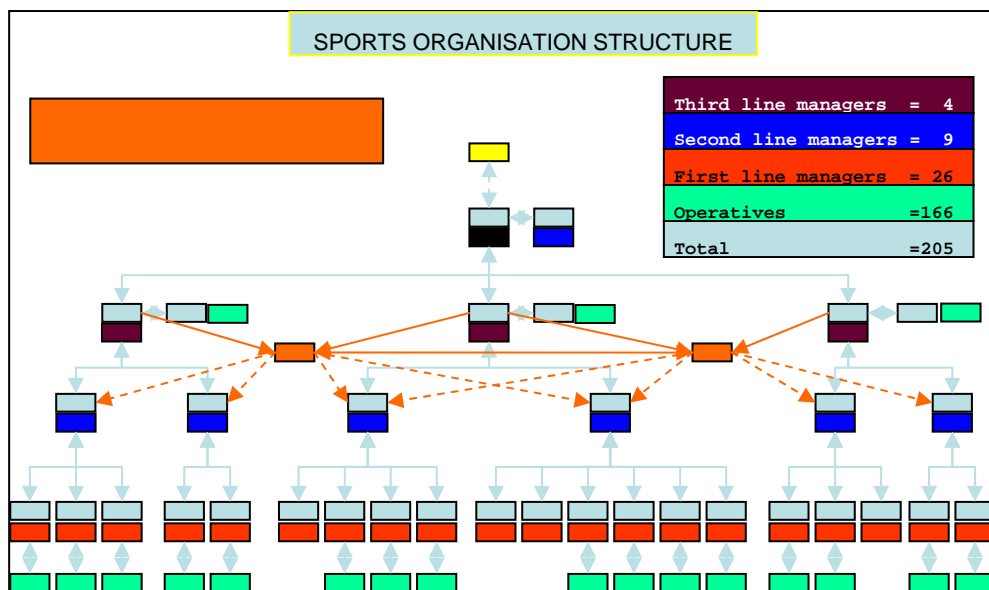 SPORTS ORGANISATION STRUCTURE
Third line managers = 4
Second line managers = 9
First line managers = 26
Operatives =166
Total =205